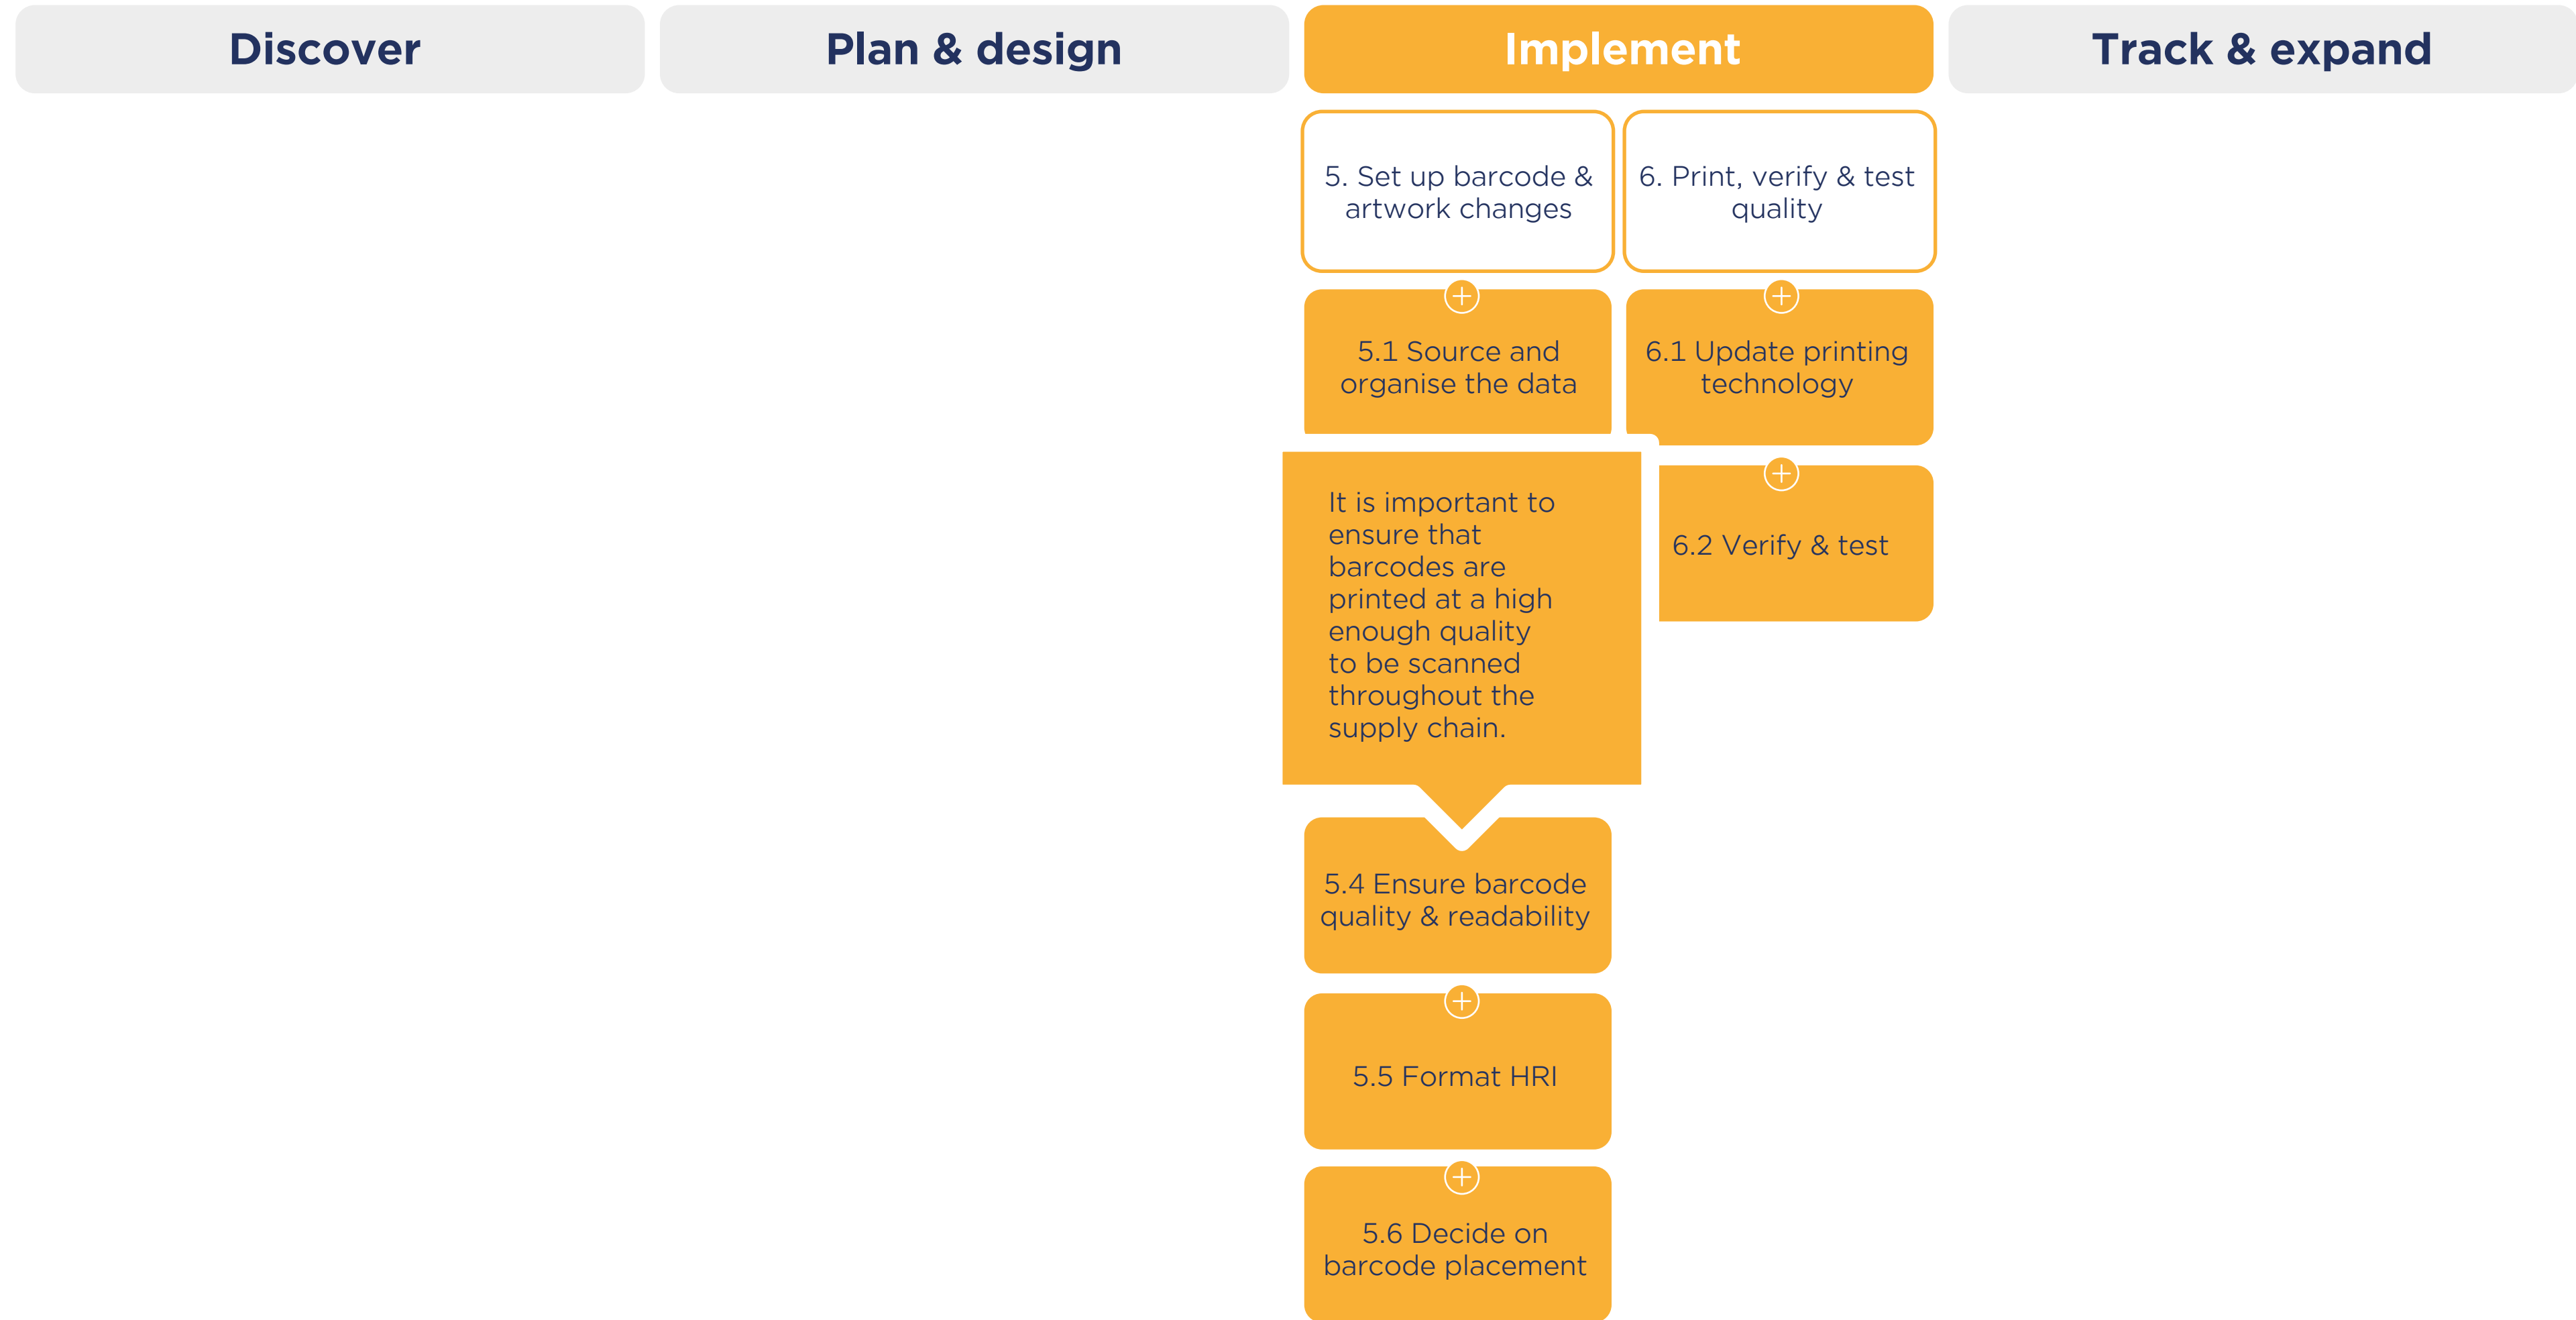 Discover
Plan & design
Implement
Track & expand
5. Set up barcode &
artwork changes
6. Print, verify & test
quality
5.1 Source and
organise the data
6.1 Update printing
technology
It is important to
ensure that
barcodes are
printed at a high
enough quality
to be scanned
throughout the
supply chain.
6.2 Verify & test
5.4 Ensure barcode
quality & readability
5.5 Format HRI
5.6 Decide on
barcode placement